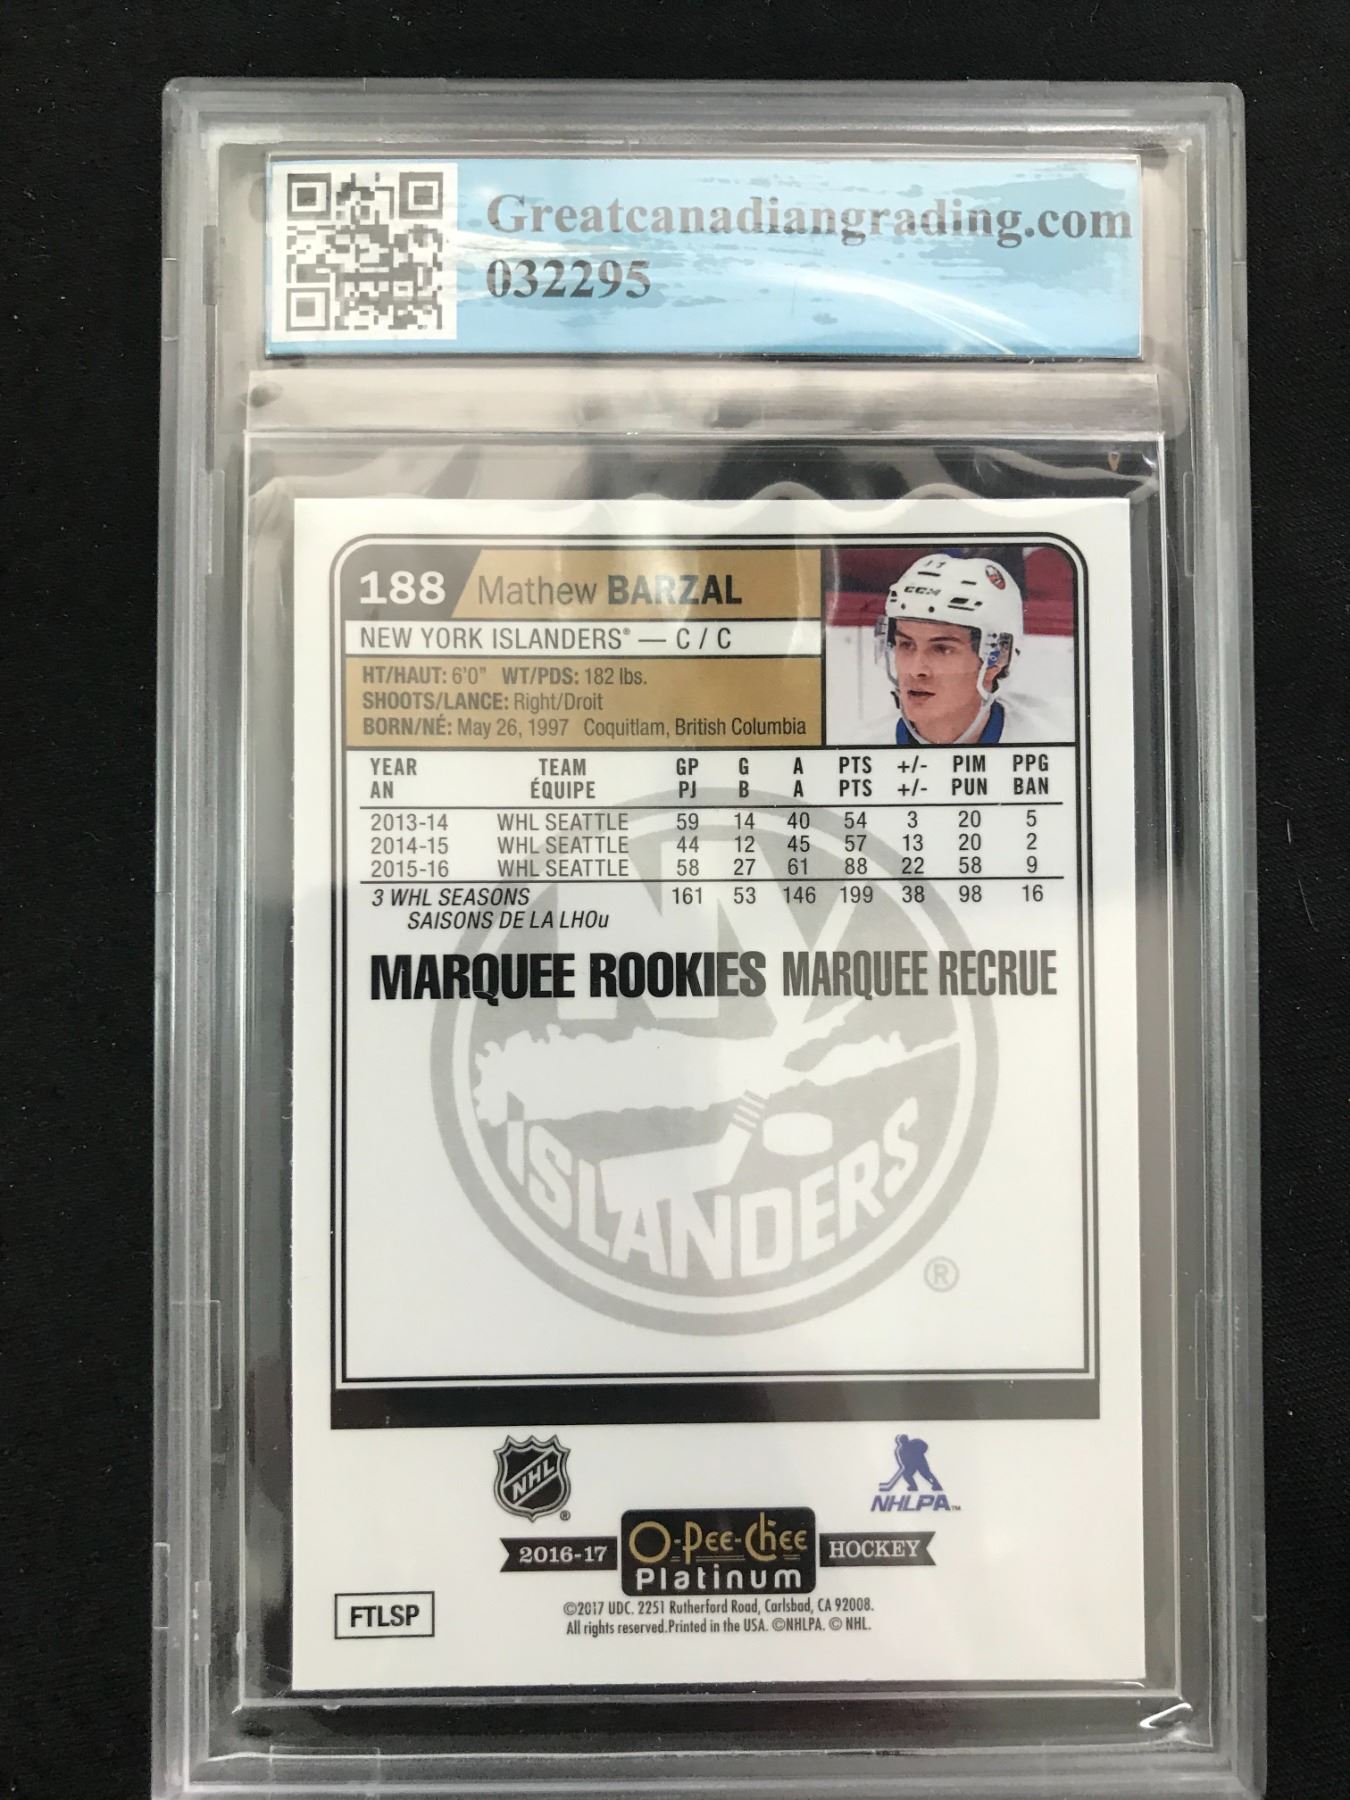 Greatcanadiangrading.com
032295
188 Mathew BARZAL
NEW YORK ISLANDERS® — C / C
HT/HAUT: 6'0" WT/PDS: 182 lbs.
SHOOTS/LANCE: Right/Droit
BORN/NÉ: May 26, 1997 Coquitlam, British Columbia
CCM
YEAR TEAM GP G A PTS +/- PIM PPG
AN ÉQUIPE PJ B A PTS +/- PUN BAN
2013-14 WHL SEATTLE 59 14 40 54 3 20 5
2014-15 WHL SEATTLE 44 12 45 57 13 20 2
2015-16 WHL SEATTLE 58 27 61 88 22 58 9
3 WHL SEASONS 161 53 146 199 38 98 16
SAISONS DE LA LHOu
MARQUEE ROOKIES MARQUEE RECRUE
NY
ISLANDERS
®
NHL ®
NHLPA™
2016-17 O-Pee-Chee HOCKEY
Platinum
FTLSP
©2017 UDC. 2251 Rutherford Road, Carlsbad, CA 92008.
All rights reserved.Printed in the USA. ©NHLPA. © NHL.